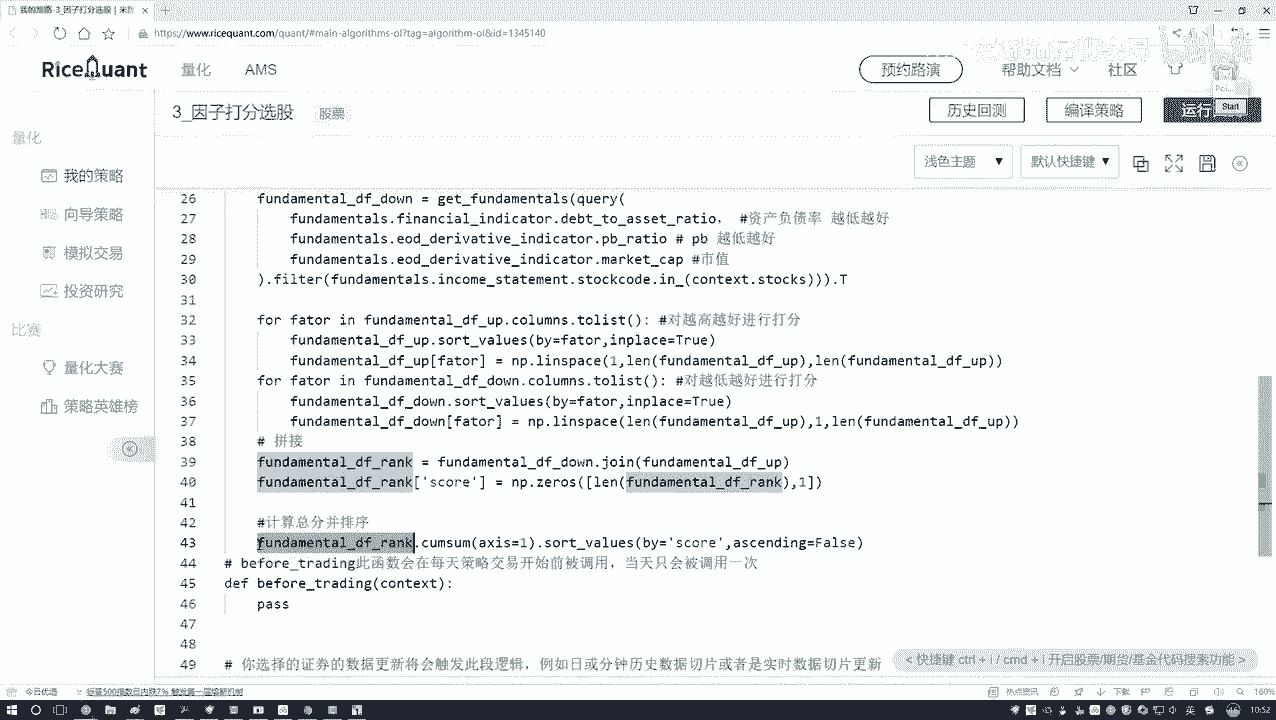 我的策略-3_因子打分选股 | 米
https://www.ricequant.com/quant/#main-algorithms-ol?tag=algorithm-ol&id=1345140
RiceQuant 量化 AMS 预约路演 帮助文档 社区
3_因子打分选股 股票 历史回测 编译策略 运行
Start
量化
浅色主题 默认快捷键
我的策略
向导策略
模拟交易
投资研究
比赛
量化大赛
策略英雄榜
26 fundamental_df_down = get_fundamentals(query(
27 fundamentals.financial_indicator.debt_to_asset_ratio, #资产负债率 越低越好
28 fundamentals.eod_derivative_indicator.pb_ratio # pb 越低越好
29 fundamentals.eod_derivative_indicator.market_cap #市值
30 ).filter(fundamentals.income_statement.stockcode.in_(context.stocks))).T
31
32 for fator in fundamental_df_up.columns.tolist(): #对越高越好进行打分
33 fundamental_df_up.sort_values(by=fator,inplace=True)
34 fundamental_df_up[fator] = np.linspace(1,len(fundamental_df_up),len(fundamental_df_up))
35 for fator in fundamental_df_down.columns.tolist(): #对越低越好进行打分
36 fundamental_df_down.sort_values(by=fator,inplace=True)
37 fundamental_df_down[fator] = np.linspace(len(fundamental_df_up),1,len(fundamental_df_up))
38 # 拼接
39 fundamental_df_rank = fundamental_df_down.join(fundamental_df_up)
40 fundamental_df_rank['score'] = np.zeros([len(fundamental_df_rank),1])
41
42 #计算总分并排序
43 fundamental_df_rank.cumsum(axis=1).sort_values(by='score',ascending=False)
44 # before_trading此函数会在每天策略交易开始前被调用，当天只会被调用一次
45 def before_trading(context):
46 pass
47
48
49 # 你选择的证券的数据更新将会触发此段逻辑，例如日或分钟历史数据切片或者是实时数据切片更新
< 快捷键 ctrl + i / cmd + i 开启股票/期货/基金代码搜索功能 >
今日优选 热点资讯 下载 160%
英 10:52